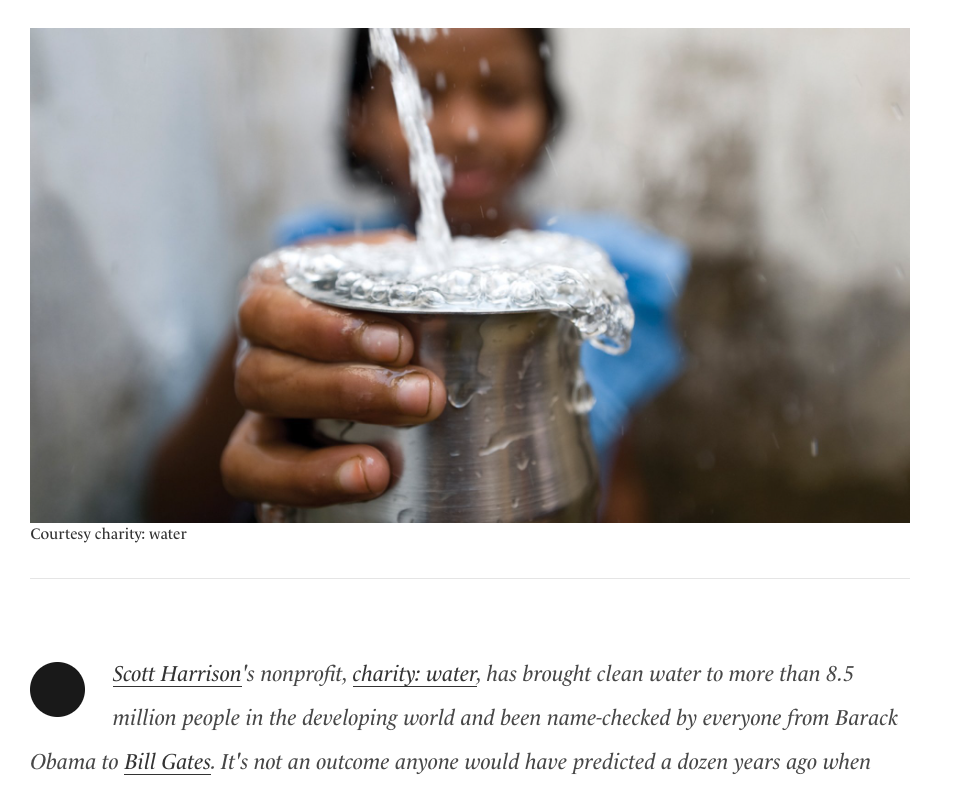 Courtesy charity: water
Scott Harrison's nonprofit, charity: water, has brought clean water to more than 8.5
million people in the developing world and been name-checked by everyone from Barack
Obama to Bill Gates. It's not an outcome anyone would have predicted a dozen years ago when